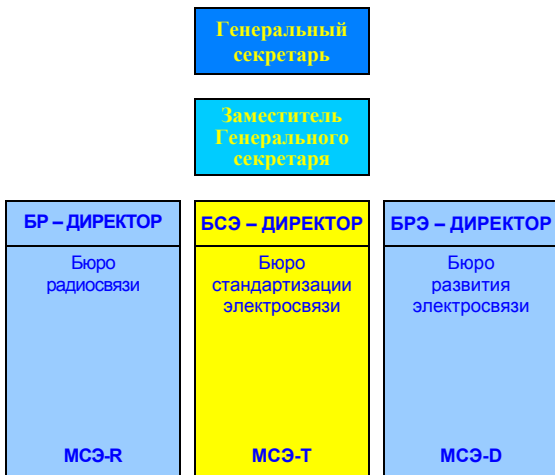 Генеральный
секретарь
Заместитель
Генерального
секретаря
БР – ДИРЕКТОР
Бюро
радиосвязи
МСЭ-R
БСЭ – ДИРЕКТОР
Бюро
стандартизации
электросвязи
МСЭ-T
БРЭ – ДИРЕКТОР
Бюро
развития
электросвязи
МСЭ-D